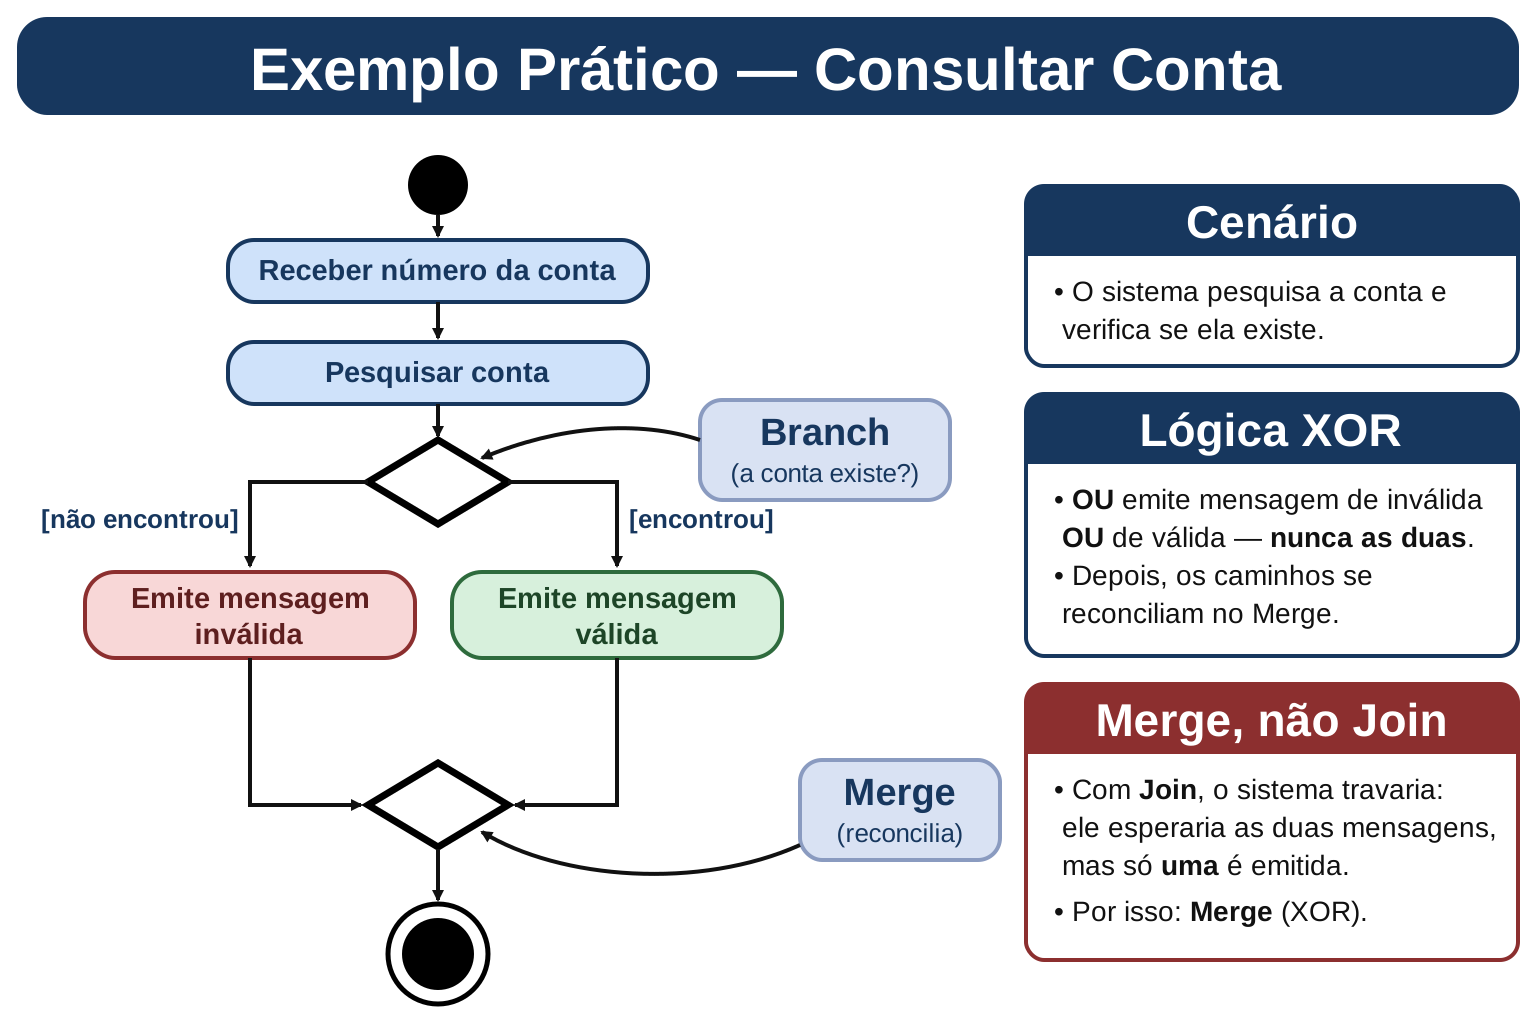 Exemplo Prático — Consultar Conta
Receber número da conta
Pesquisar conta
Branch
(a conta existe?)
[não encontrou]
[encontrou]
Emite mensagem
inválida
Emite mensagem
válida
Merge
(reconcilia)
Cenário
• O sistema pesquisa a conta e
verifica se ela existe.
Lógica XOR
• OU emite mensagem de inválida
OU de válida — nunca as duas.
• Depois, os caminhos se
reconciliam no Merge.
Merge, não Join
• Com Join, o sistema travaria:
ele esperaria as duas mensagens,
mas só uma é emitida.
• Por isso: Merge (XOR).